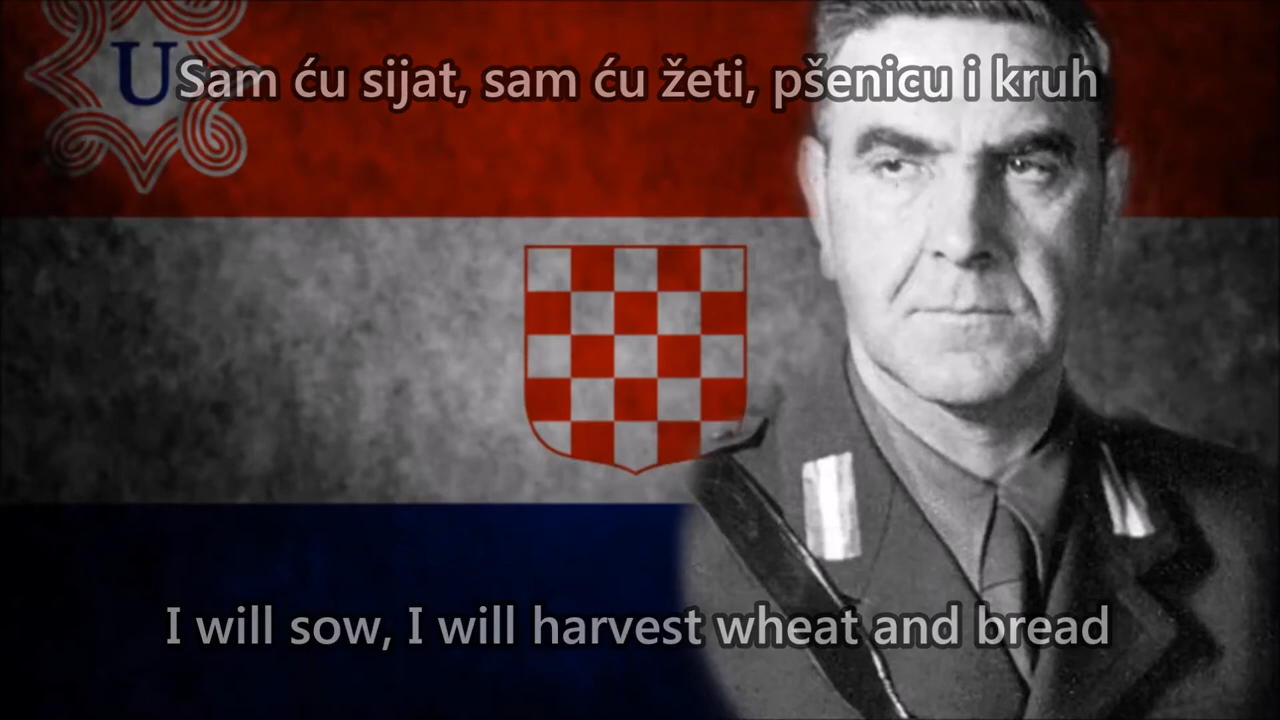 U
Sam ću sijat, sam ću žeti, pšenicu i kruh
I will sow, I will harvest wheat and bread